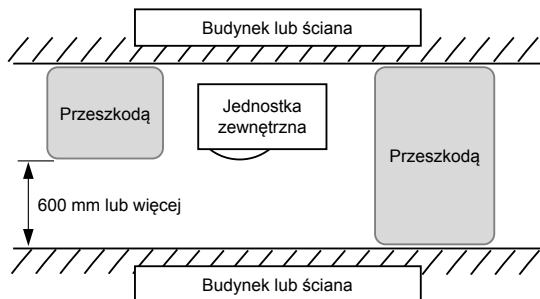 Budynek lub ściana
Przeszkodą
Jednostka
zewnętrzna
Przeszkodą
600 mm lub więcej
Budynek lub ściana